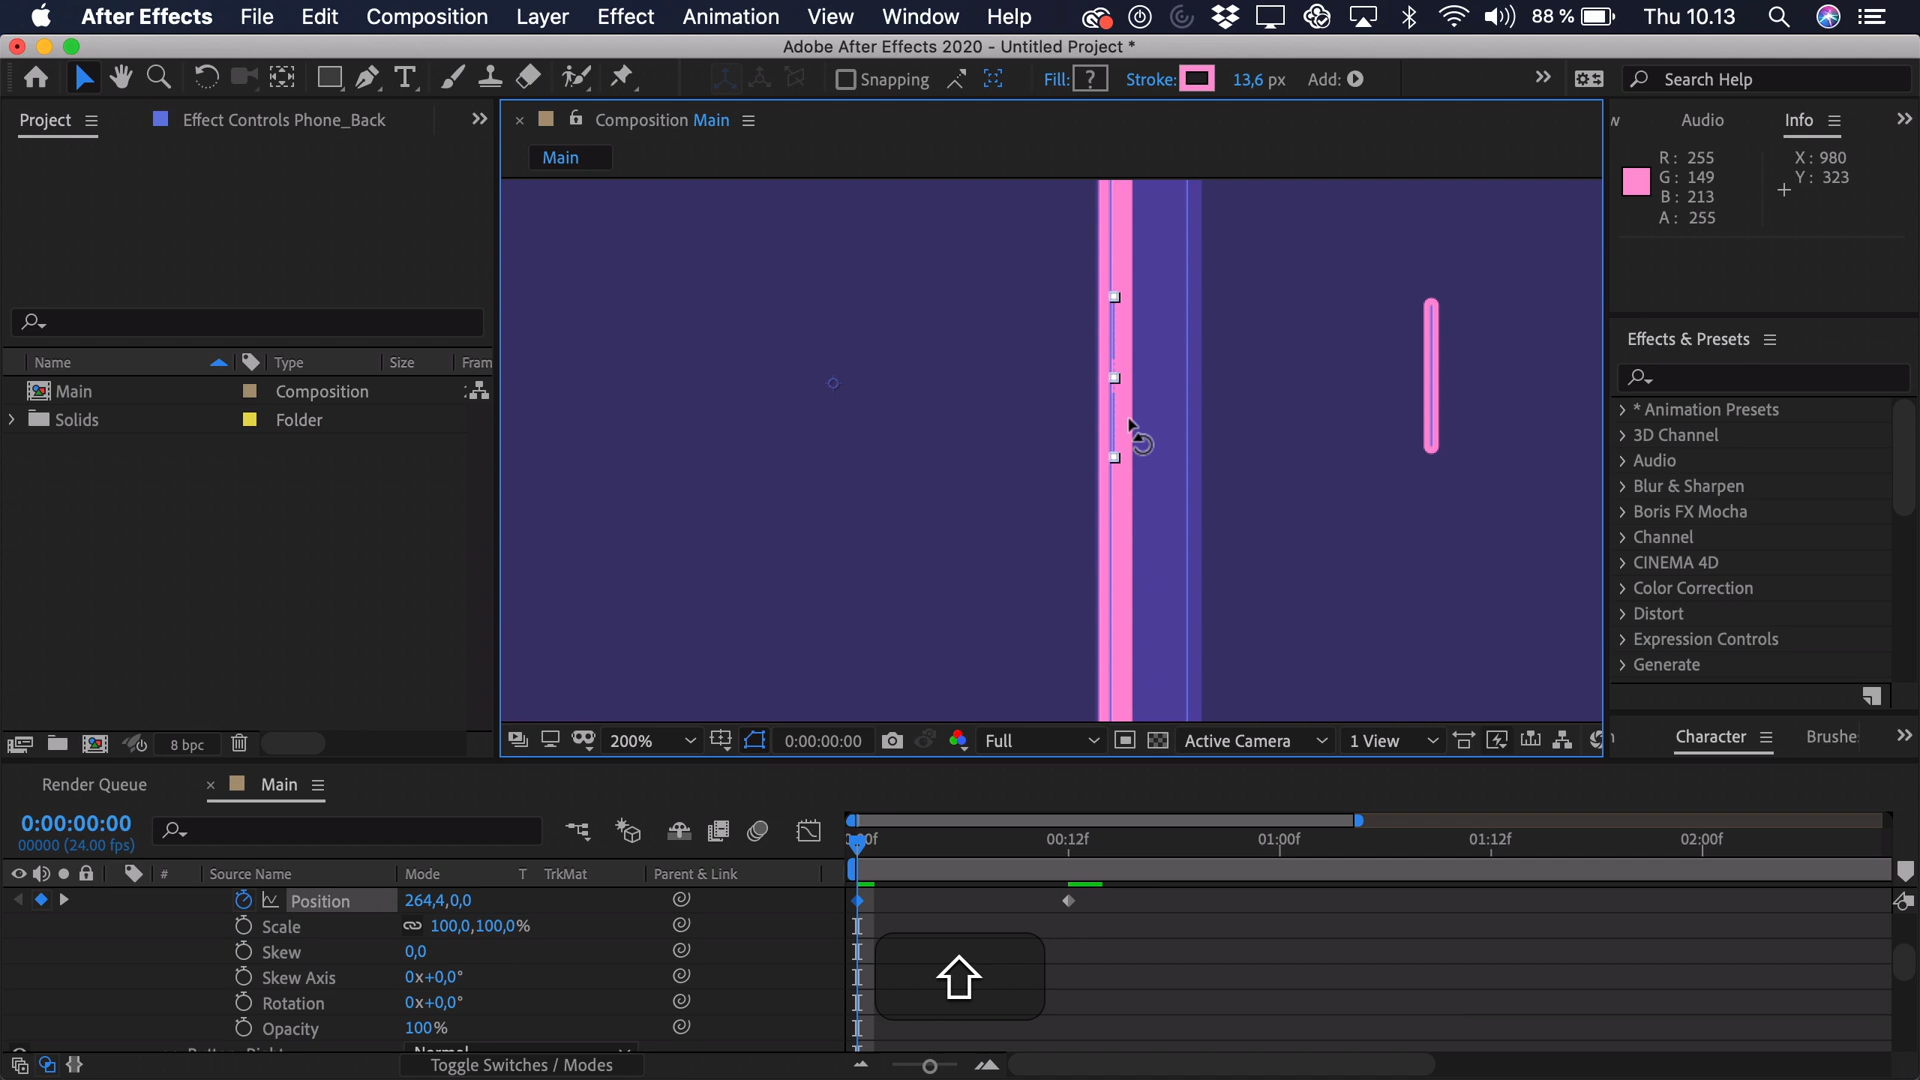 After Effects File Edit Composition Layer Effect Animation View Window Help 88 % Thu 10.13
Adobe After Effects 2020 - Untitled Project *
Snapping Fill: ? Stroke: 13,6 px Add: Search Help
Project Effect Controls Phone_Back
Composition Main
Main
Audio Info
R: 255 X: 980
G: 149 Y: 323
B: 213
A: 255
Effects & Presets
* Animation Presets
3D Channel
Audio
Blur & Sharpen
Boris FX Mocha
Channel
CINEMA 4D
Color Correction
Distort
Expression Controls
Generate
Name Type Size Fram
Main Composition
Solids Folder
8 bpc
200% 0:00:00:00 Full Active Camera 1 View
Character Brushe
Render Queue Main
0:00:00:00
00000 (24.00 fps)
00:12f 01:00f 01:12f 02:00f
# Source Name Mode T TrkMat Parent & Link
Position 264,4,0,0
Scale 100,0,100,0%
Skew 0,0
Skew Axis 0x+0,0°
Rotation 0x+0,0°
Opacity 100%
Toggle Switches / Modes